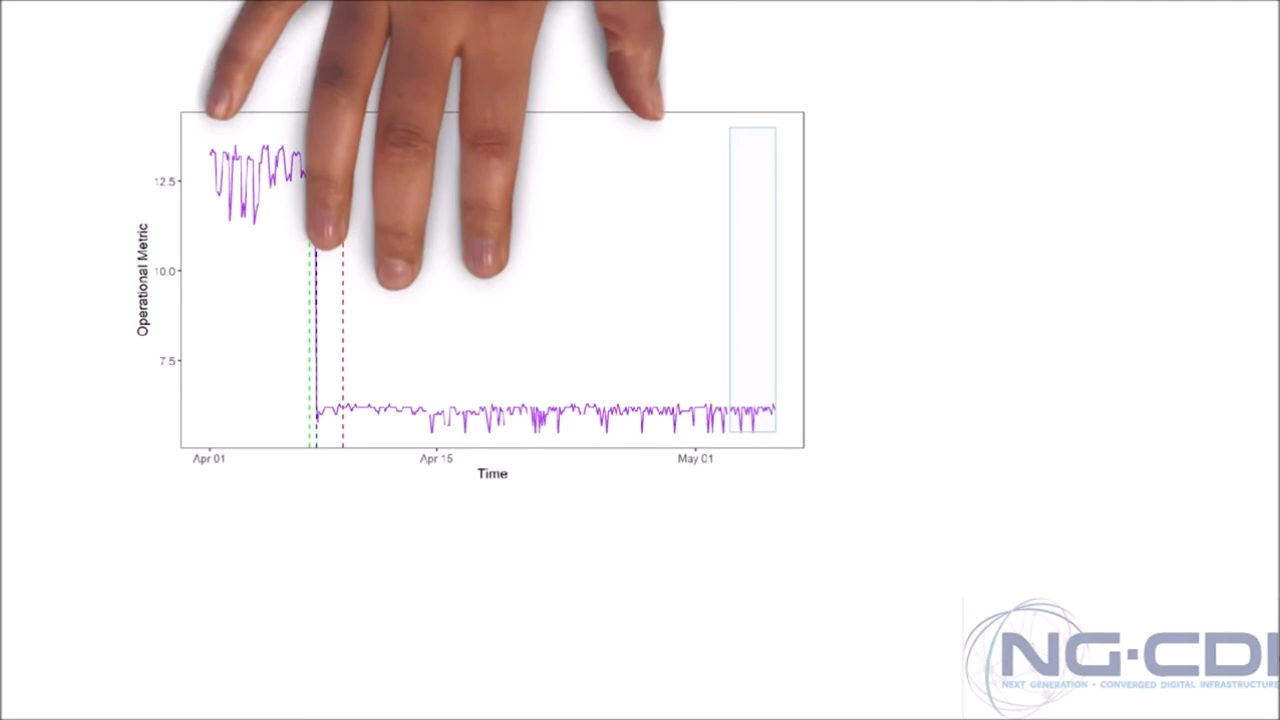 12.5
10.0
7.5
Operational Metric
Apr 01
Apr 15
May 01
Time
NG·CDI
NEXT GENERATION - CONVERGED DIGITAL INFRASTRUCTURE